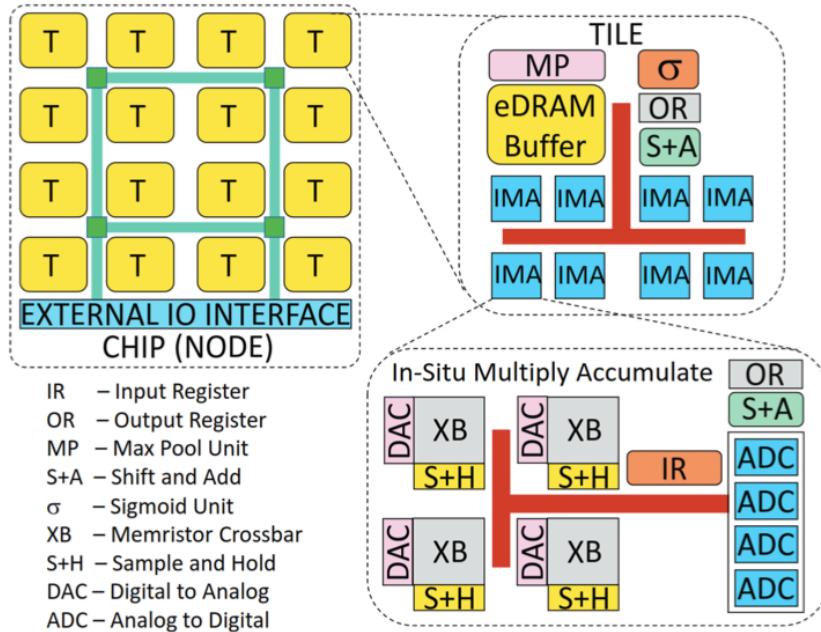 T T T T
T T T T
T T T T
T T T T
EXTERNAL IO INTERFACE
CHIP (NODE)
TILE
MP
σ
eDRAM
Buffer
OR
S+A
IMA IMA IMA IMA
IMA IMA IMA IMA
In-Situ Multiply Accumulate
OR
S+A
DAC XB S+H
DAC XB S+H
DAC XB S+H
DAC XB S+H
IR
ADC
ADC
ADC
ADC
IR – Input Register
OR – Output Register
MP – Max Pool Unit
S+A – Shift and Add
σ – Sigmoid Unit
XB – Memristor Crossbar
S+H – Sample and Hold
DAC – Digital to Analog
ADC – Analog to Digital